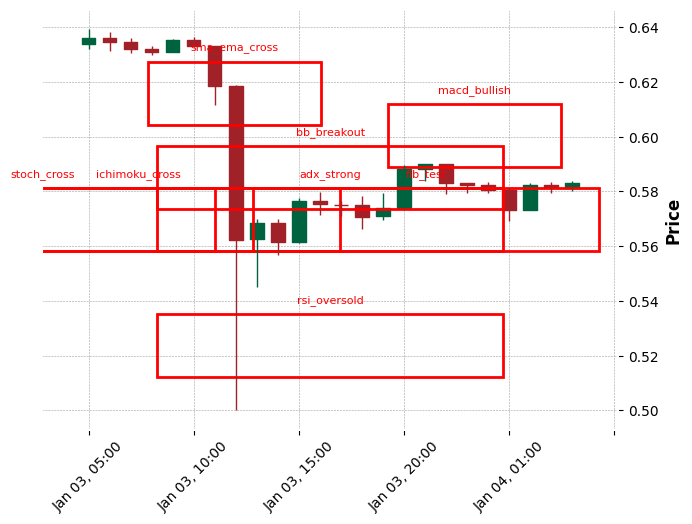 0.64
sma_ema_cross
0.62
macd_bullish
0.60
bb_breakout
stoch_cross
ichimoku_cross
adx_strong
0.58
Price
0.56
rsi_oversold
0.54
0.52
0.50
Jan 03, 05:00
Jan 03, 10:00
Jan 03, 15:00
Jan 03, 20:00
Jan 04, 01:00